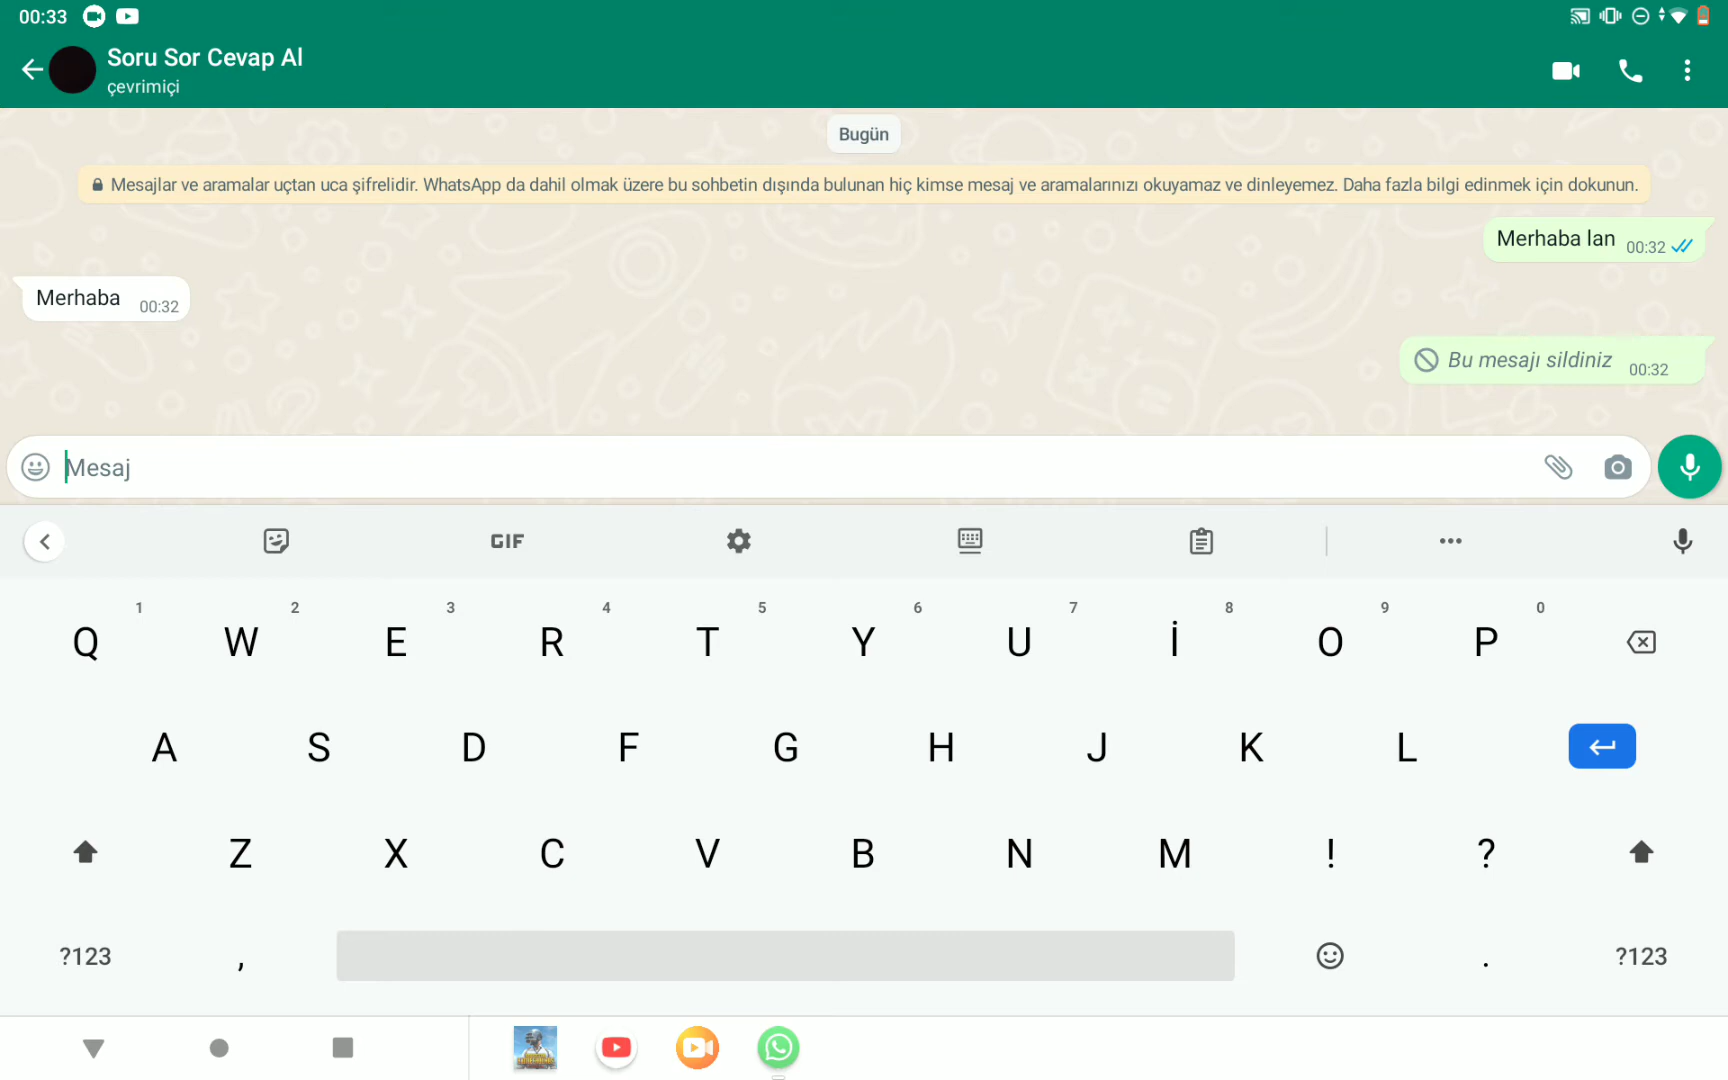 00:33
Soru Sor Cevap Al
çevrimiçi
Bugün
Mesajlar ve aramalar uçtan uca şifrelidir. WhatsApp da dahil olmak üzere bu sohbetin dışında bulunan hiç kimse mesaj ve aramalarınızı okuyamaz ve dinleyemez. Daha fazla bilgi edinmek için dokunun.
Merhaba lan 00:32
Merhaba 00:32
Bu mesajı sildiniz 00:32
Mesaj
GIF
1 2 3 4 5 6 7 8 9 0
Q W E R T Y U İ O P
A S D F G H J K L
Z X C V B N M ! ?
?123 , . ?123